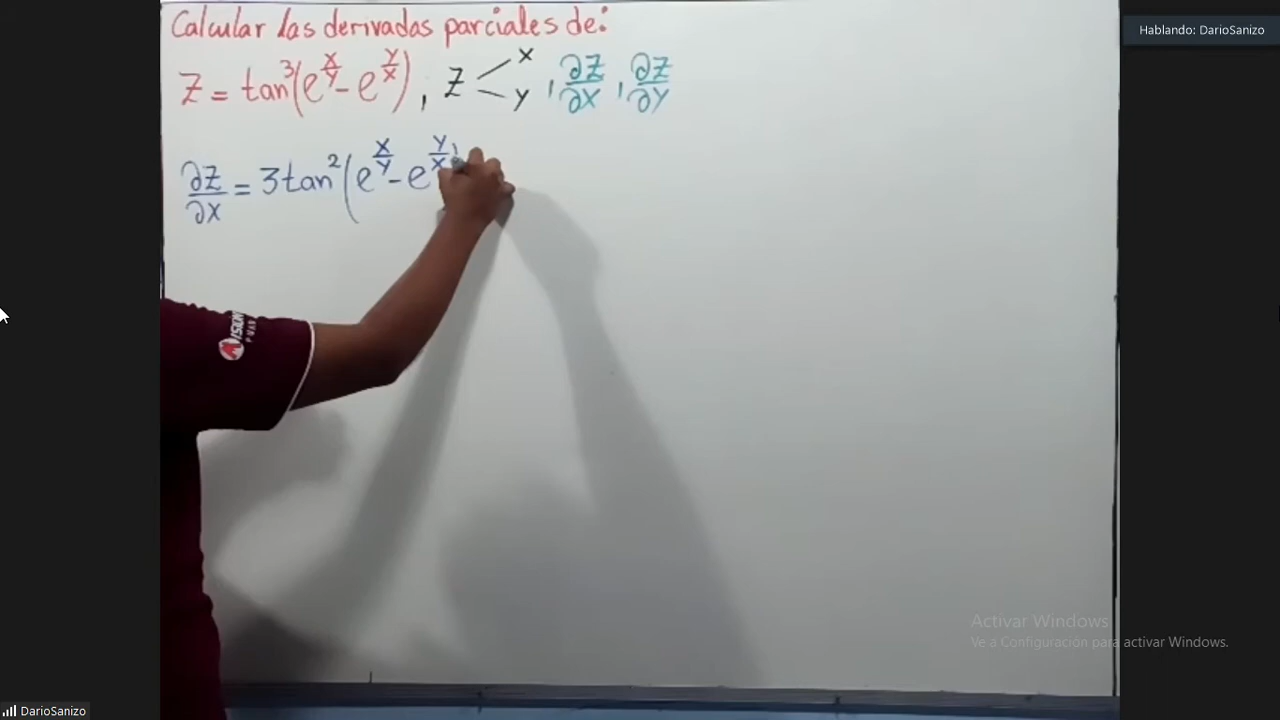 Hablando: DarioSanizo
Calcular las derivadas parciales de:
Z = tan³(e^(x/y) - e^(y/x)), Z < x y, ∂Z/∂X, ∂Z/∂Y
∂Z/∂X = 3tan²(e^(x/y) - e^(y/x))
Activar Windows
Ve a Configuración para activar Windows.
DarioSanizo